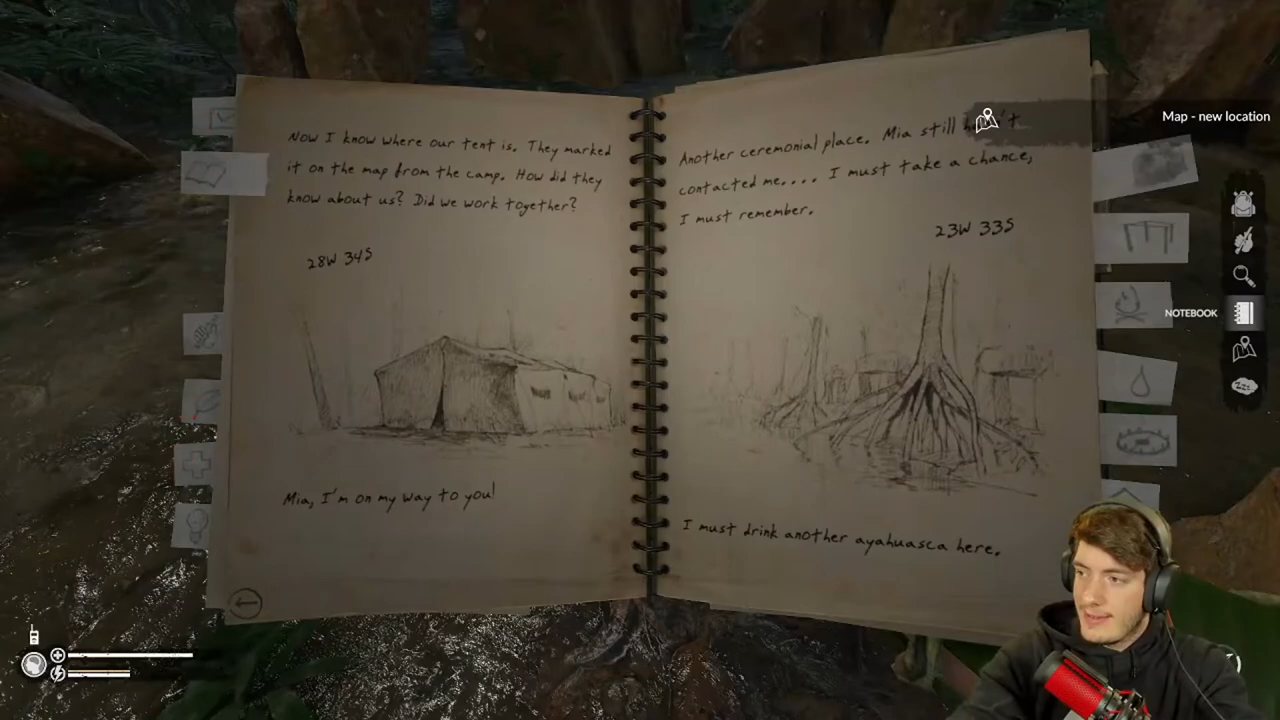 Now I know where our tent is. They marked
it on the map from the camp. How did they
know about us? Did we work together?
28W 34S
Mia, I'm on my way to you!
Another ceremonial place. Mia still
contacted me.... I must take a chance,
I must remember.
23W 33S
I must drink another ayahuasca here.
Map - new location
NOTEBOOK